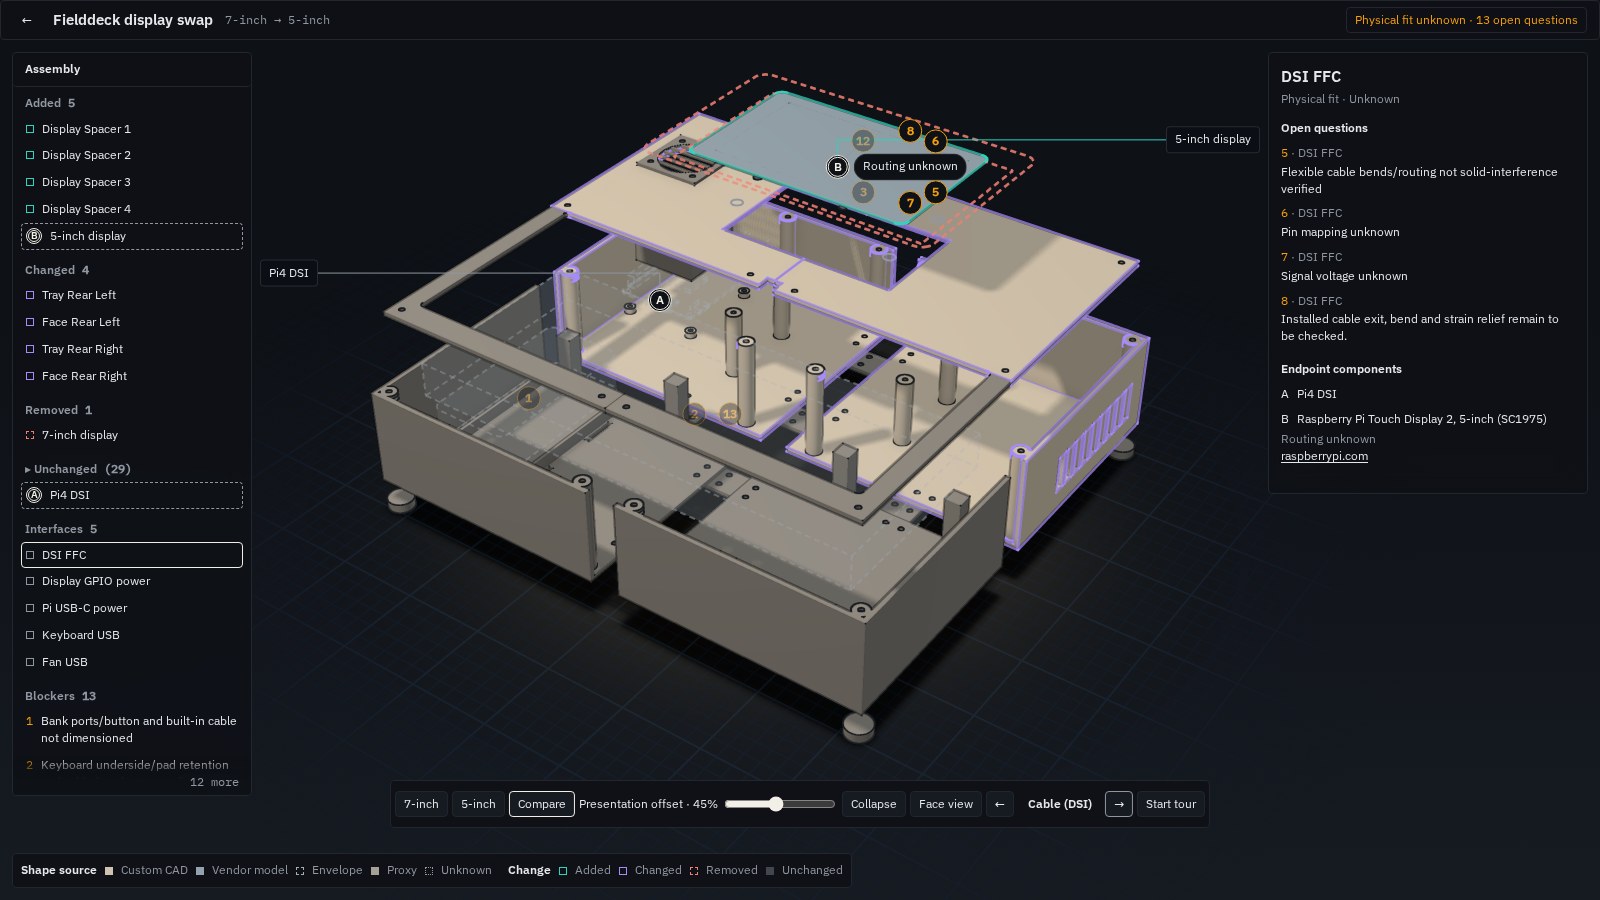 ← Fielddeck display swap 7-inch → 5-inch
Physical fit unknown · 13 open questions
Assembly
Added 5
Display Spacer 1
Display Spacer 2
Display Spacer 3
Display Spacer 4
B 5-inch display
Changed 4
Tray Rear Left
Face Rear Left
Tray Rear Right
Face Rear Right
Removed 1
7-inch display
▸ Unchanged (29)
A Pi4 DSI
Interfaces 5
DSI FFC
Display GPIO power
Pi USB-C power
Keyboard USB
Fan USB
Blockers 13
1 Bank ports/button and built-in cable
not dimensioned
2 Keyboard underside/pad retention
12 more
12
8
6
5-inch display
B
Routing unknown
3
7
5
Pi4 DSI
A
1
2
13
DSI FFC
Physical fit · Unknown
Open questions
5 · DSI FFC
Flexible cable bends/routing not solid-interference
verified
6 · DSI FFC
Pin mapping unknown
7 · DSI FFC
Signal voltage unknown
8 · DSI FFC
Installed cable exit, bend and strain relief remain to
be checked.
Endpoint components
A Pi4 DSI
B Raspberry Pi Touch Display 2, 5-inch (SC1975)
Routing unknown
raspberrypi.com
7-inch 5-inch Compare Presentation offset · 45% Collapse Face view ← Cable (DSI) → Start tour
Shape source Custom CAD Vendor model Envelope Proxy Unknown Change Added Changed Removed Unchanged